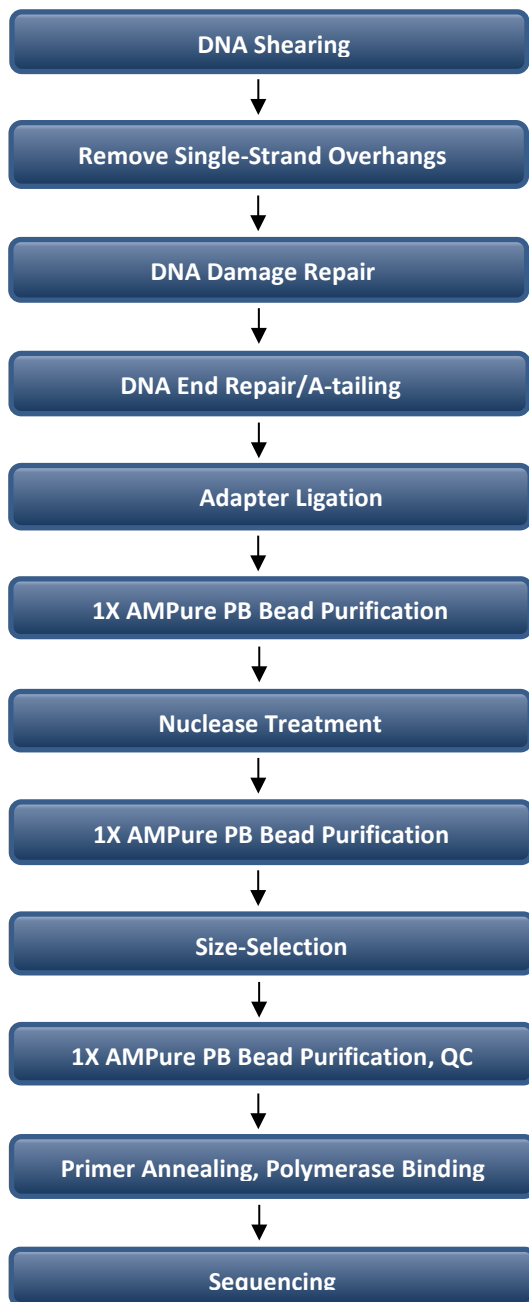 DNA Shearing
Remove Single-Strand Overhangs
DNA Damage Repair
DNA End Repair/A-tailing
Adapter Ligation
1X AMPure PB Bead Purification
Nuclease Treatment
1X AMPure PB Bead Purification
Size-Selection
1X AMPure PB Bead Purification, QC
Primer Annealing, Polymerase Binding
Sequencing